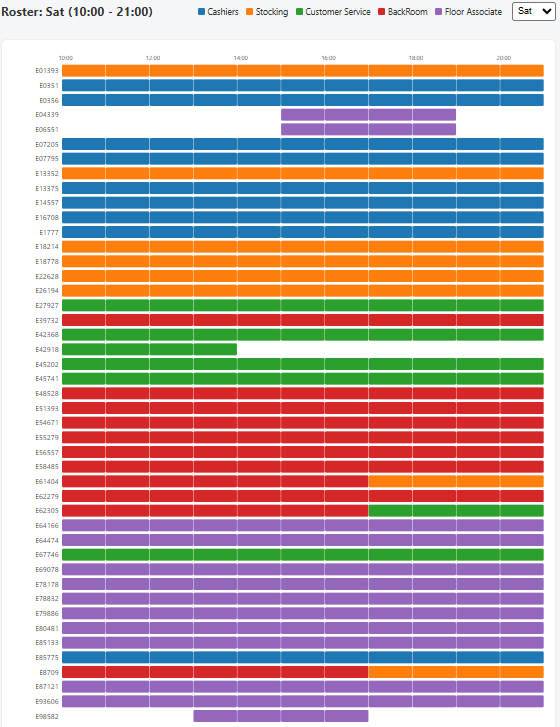 Roster: Sat (10:00 - 21:00) Cashiers Stocking Customer Service BackRoom Floor Associate Sat
10:00 12:00 14:00 16:00 18:00 20:00
E01393
E0351
E0356
E04339
E06551
E07205
E07795
E13352
E13375
E14557
E16708
E1777
E18214
E18778
E22628
E26194
E27927
E39732
E42368
E42918
E45202
E45741
E48528
E51393
E54671
E55279
E56557
E58485
E61404
E62279
E62305
E64166
E64474
E67746
E69078
E78178
E78832
E79886
E80481
E85133
E85775
E8709
E87121
E93606
E98582